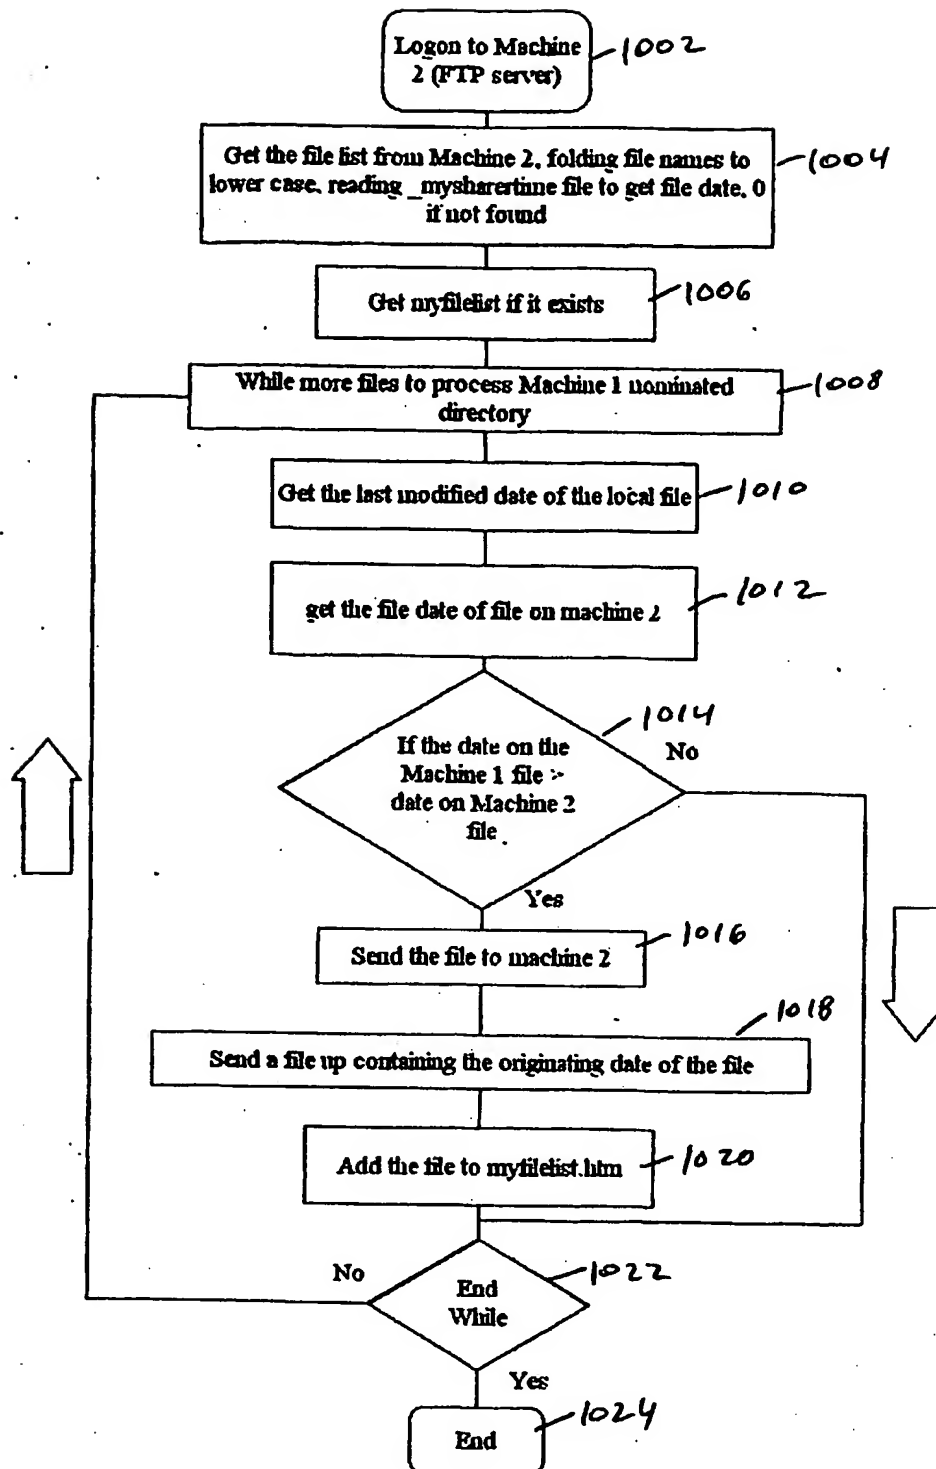 Logon to Machine
2 (FTP server)
1002
Get the file list from Machine 2, folding file names to
lower case, reading _mysharertime file to get file date, 0
if not found
1004
Get myfilelist if it exists
1006
While more files to process Machine 1 nominated
directory
1008
Get the last modified date of the local file
1010
get the file date of file on machine 2
1012
If the date on the
Machine 1 file >
date on Machine 2
file
1014
No
Yes
Send the file to machine 2
1016
1018
Send a file up containing the originating date of the file
Add the file to myfilelist.htm
1020
No
End
While
1022
Yes
End
1024